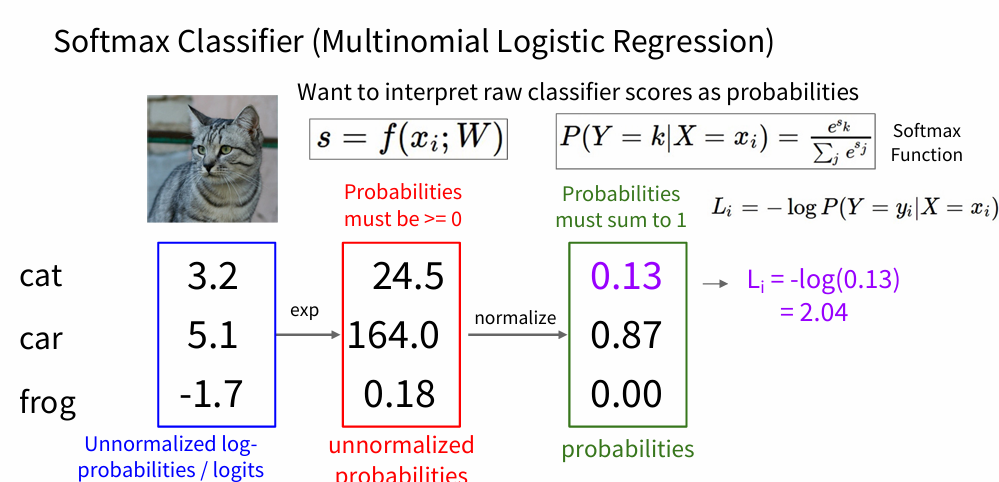 Softmax Classifier (Multinomial Logistic Regression)
Want to interpret raw classifier scores as probabilities
s = f(x_i; W)
P(Y = k|X = x_i) = \frac{e^{s_k}}{\sum_j e^{s_j}}
Softmax
Function
Probabilities
must be >= 0
Probabilities
must sum to 1
L_i = − log P(Y = y_i|X = x_i)
cat
3.2
24.5
0.13
L_i = -log(0.13)
= 2.04
exp
normalize
car
5.1
164.0
0.87
frog
-1.7
0.18
0.00
Unnormalized log-
probabilities / logits
unnormalized
probabilities
probabilities